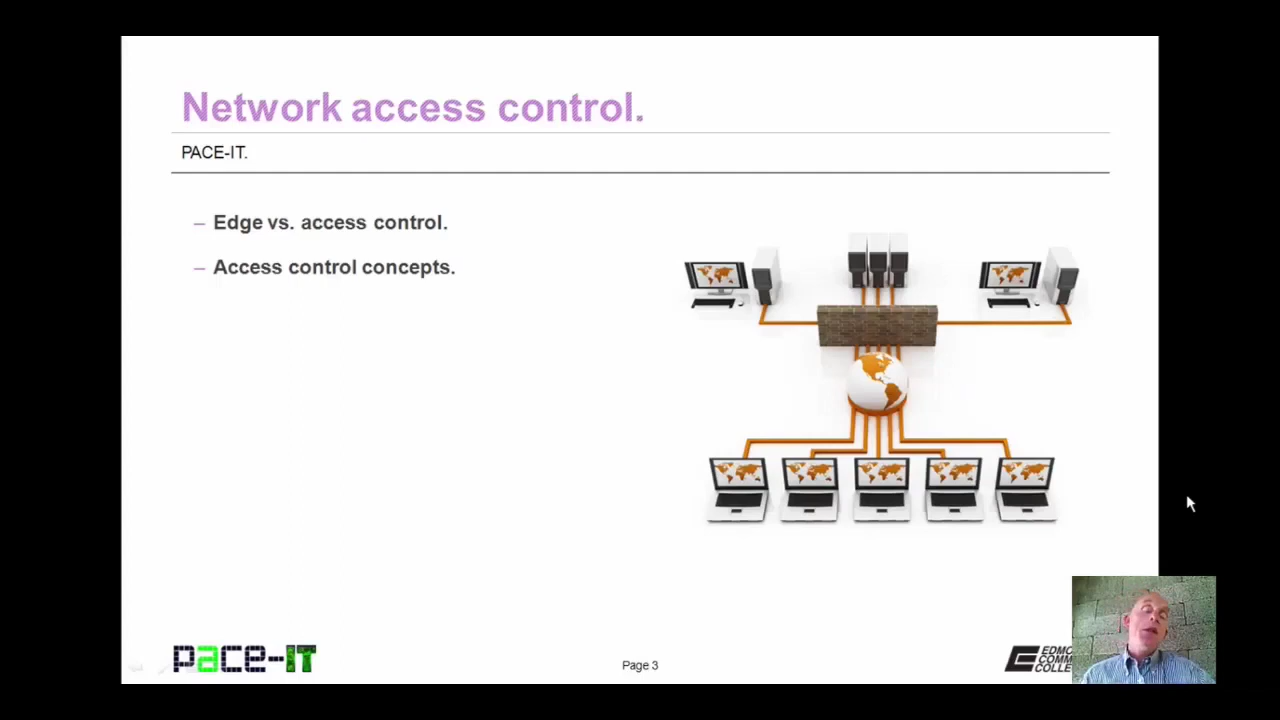 Network access control.
PACE-IT.
– Edge vs. access control.
– Access control concepts.
pace-IT
Page 3